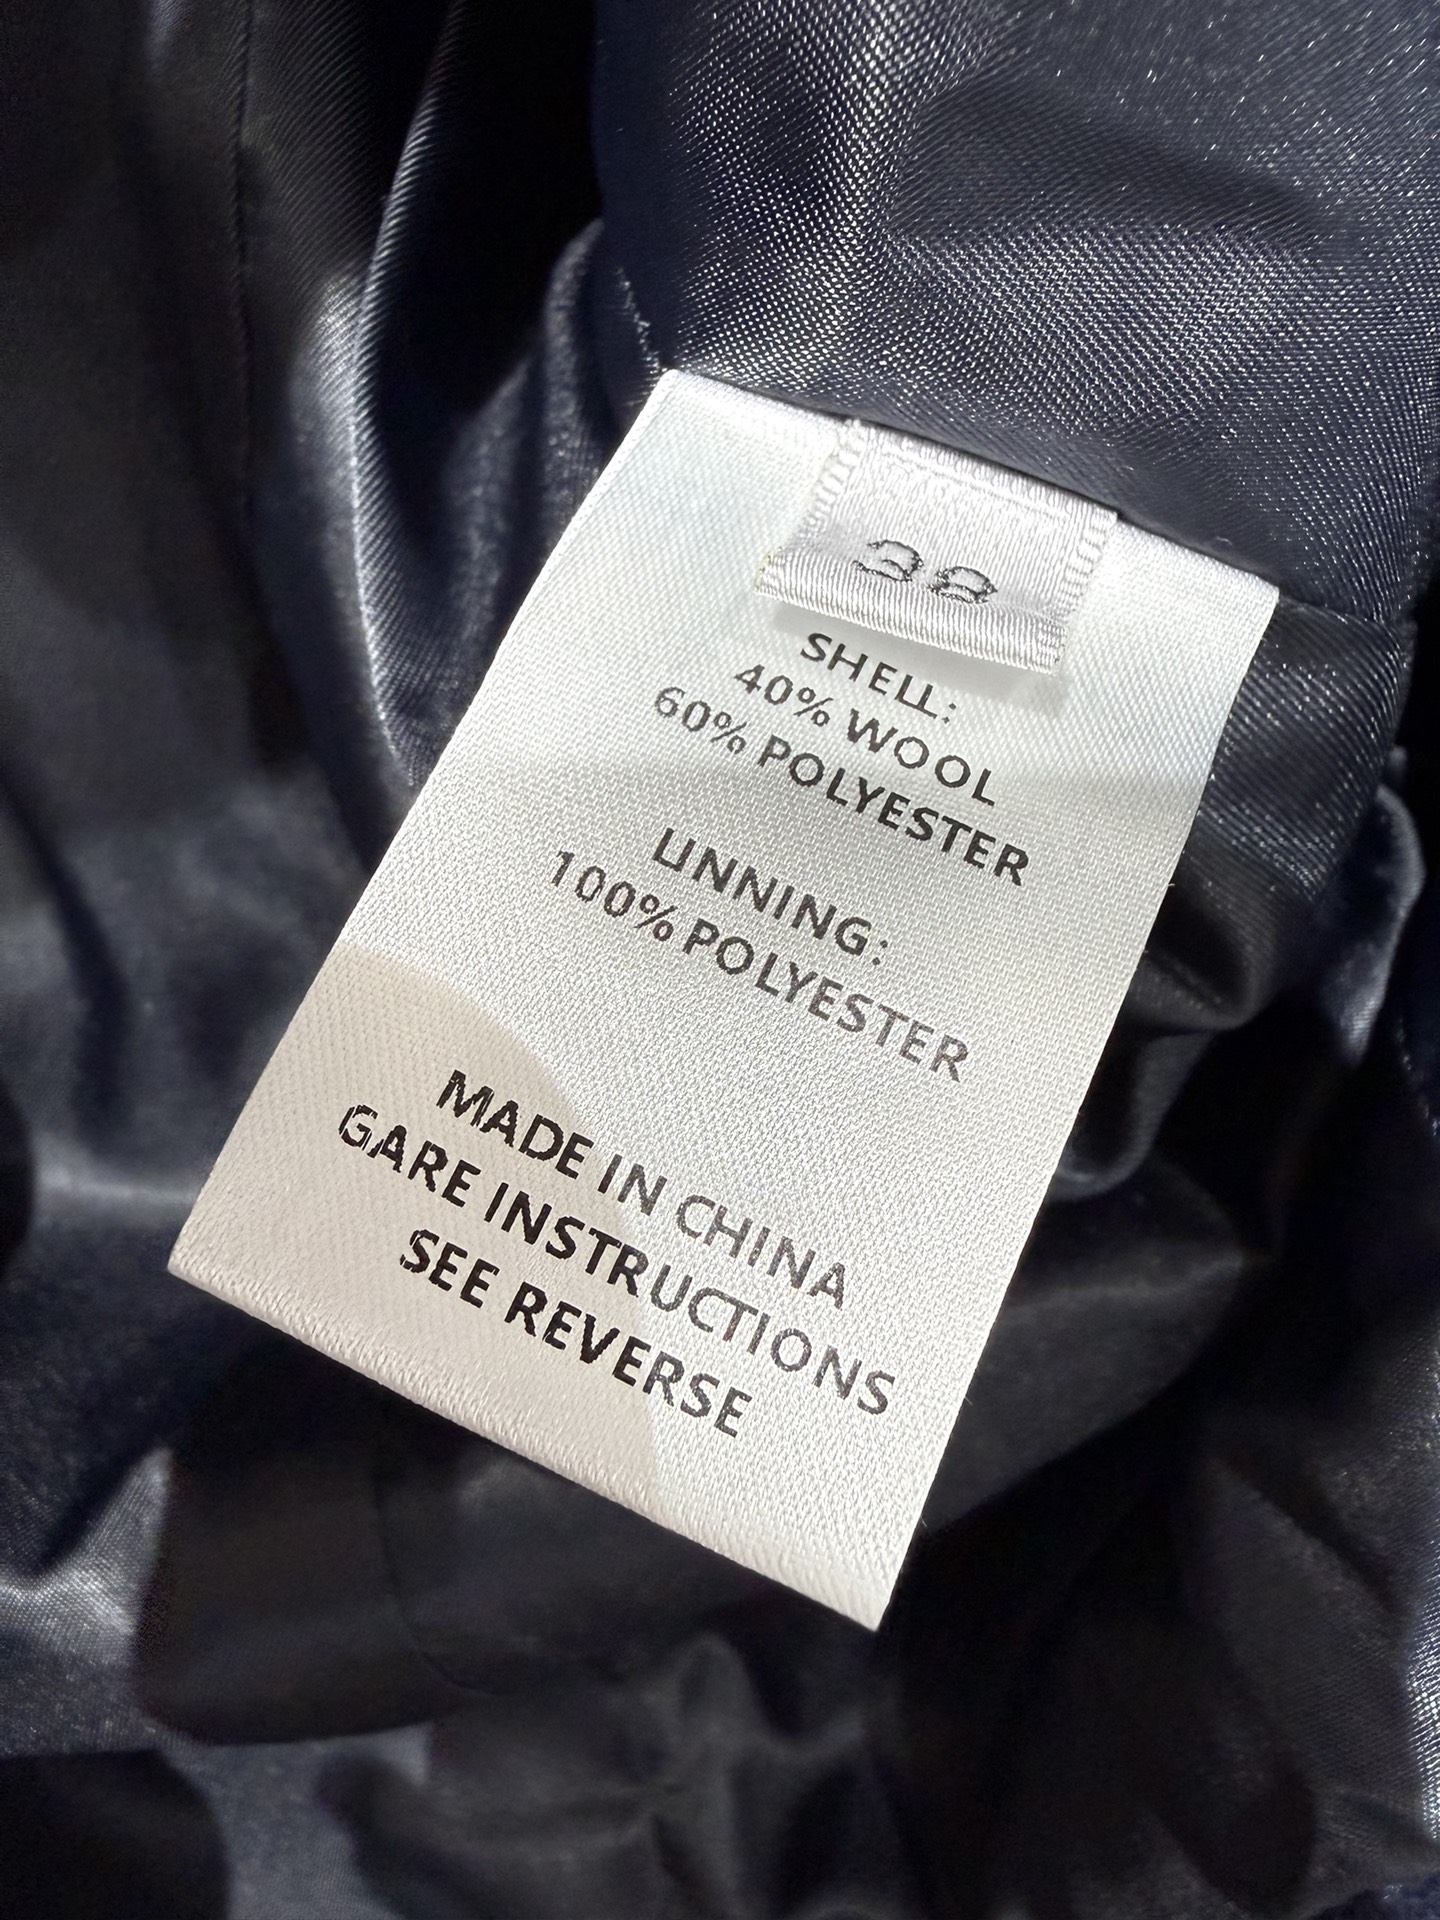 38
SHELL:
40% WOOL
60% POLYESTER
LINNING:
100% POLYESTER
MADE IN CHINA
GARE INSTRUCTIONS
SEE REVERSE